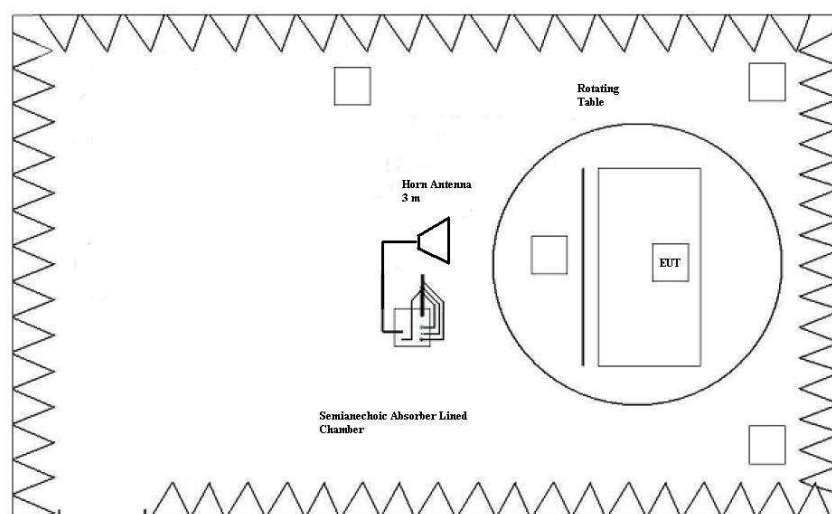 Rotating
Table
Horn Antenna
3 m
EUT
Semianechoic Absorber Lined
Chamber